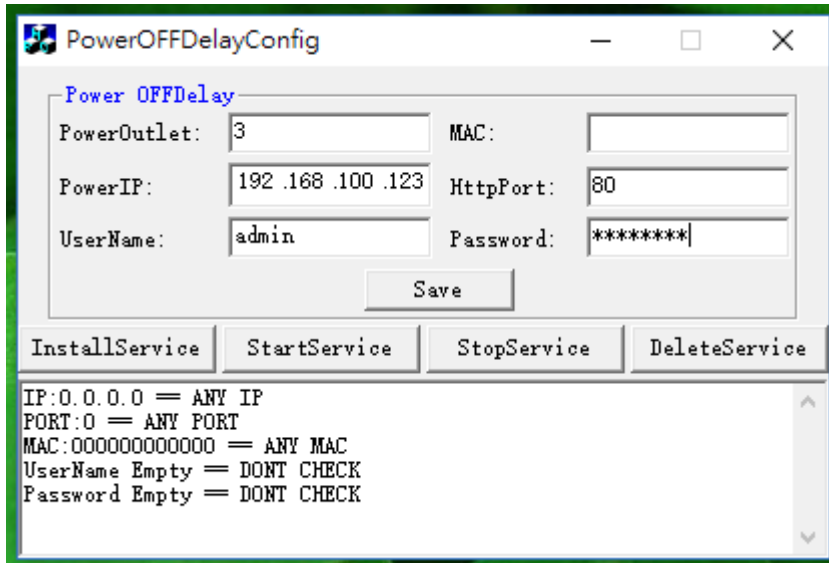 PowerOFFDelayConfig
Power OFFDelay
PowerOutlet: 3 MAC:
PowerIP: 192 .168 .100 .123 HttpPort: 80
UserName: admin Password: ********
Save
InstallService StartService StopService DeleteService
IP:0.0.0.0 == ANY IP
PORT:0 == ANY PORT
MAC:000000000000 == ANY MAC
UserName Empty == DONT CHECK
Password Empty == DONT CHECK